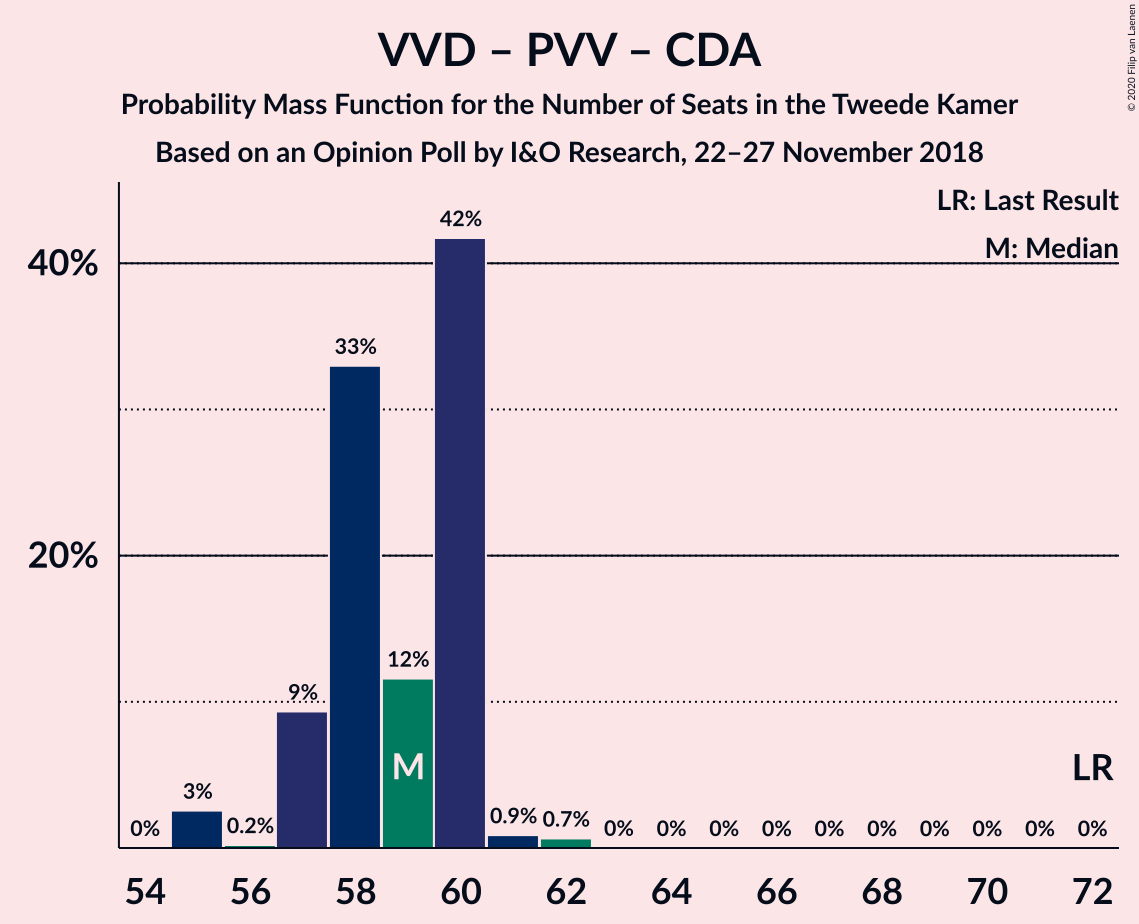 VVD – PVV – CDA
Probability Mass Function for the Number of Seats in the Tweede Kamer
Based on an Opinion Poll by I&O Research, 22–27 November 2018
© 2020 Filip van Laenen
LR: Last Result
M: Median
40%
20%
0%
3%
0.2%
9%
33%
12%
42%
0.9%
0.7%
0%
0%
0%
0%
0%
0%
0%
0%
0%
0%
M
LR
54 56 58 60 62 64 66 68 70 72